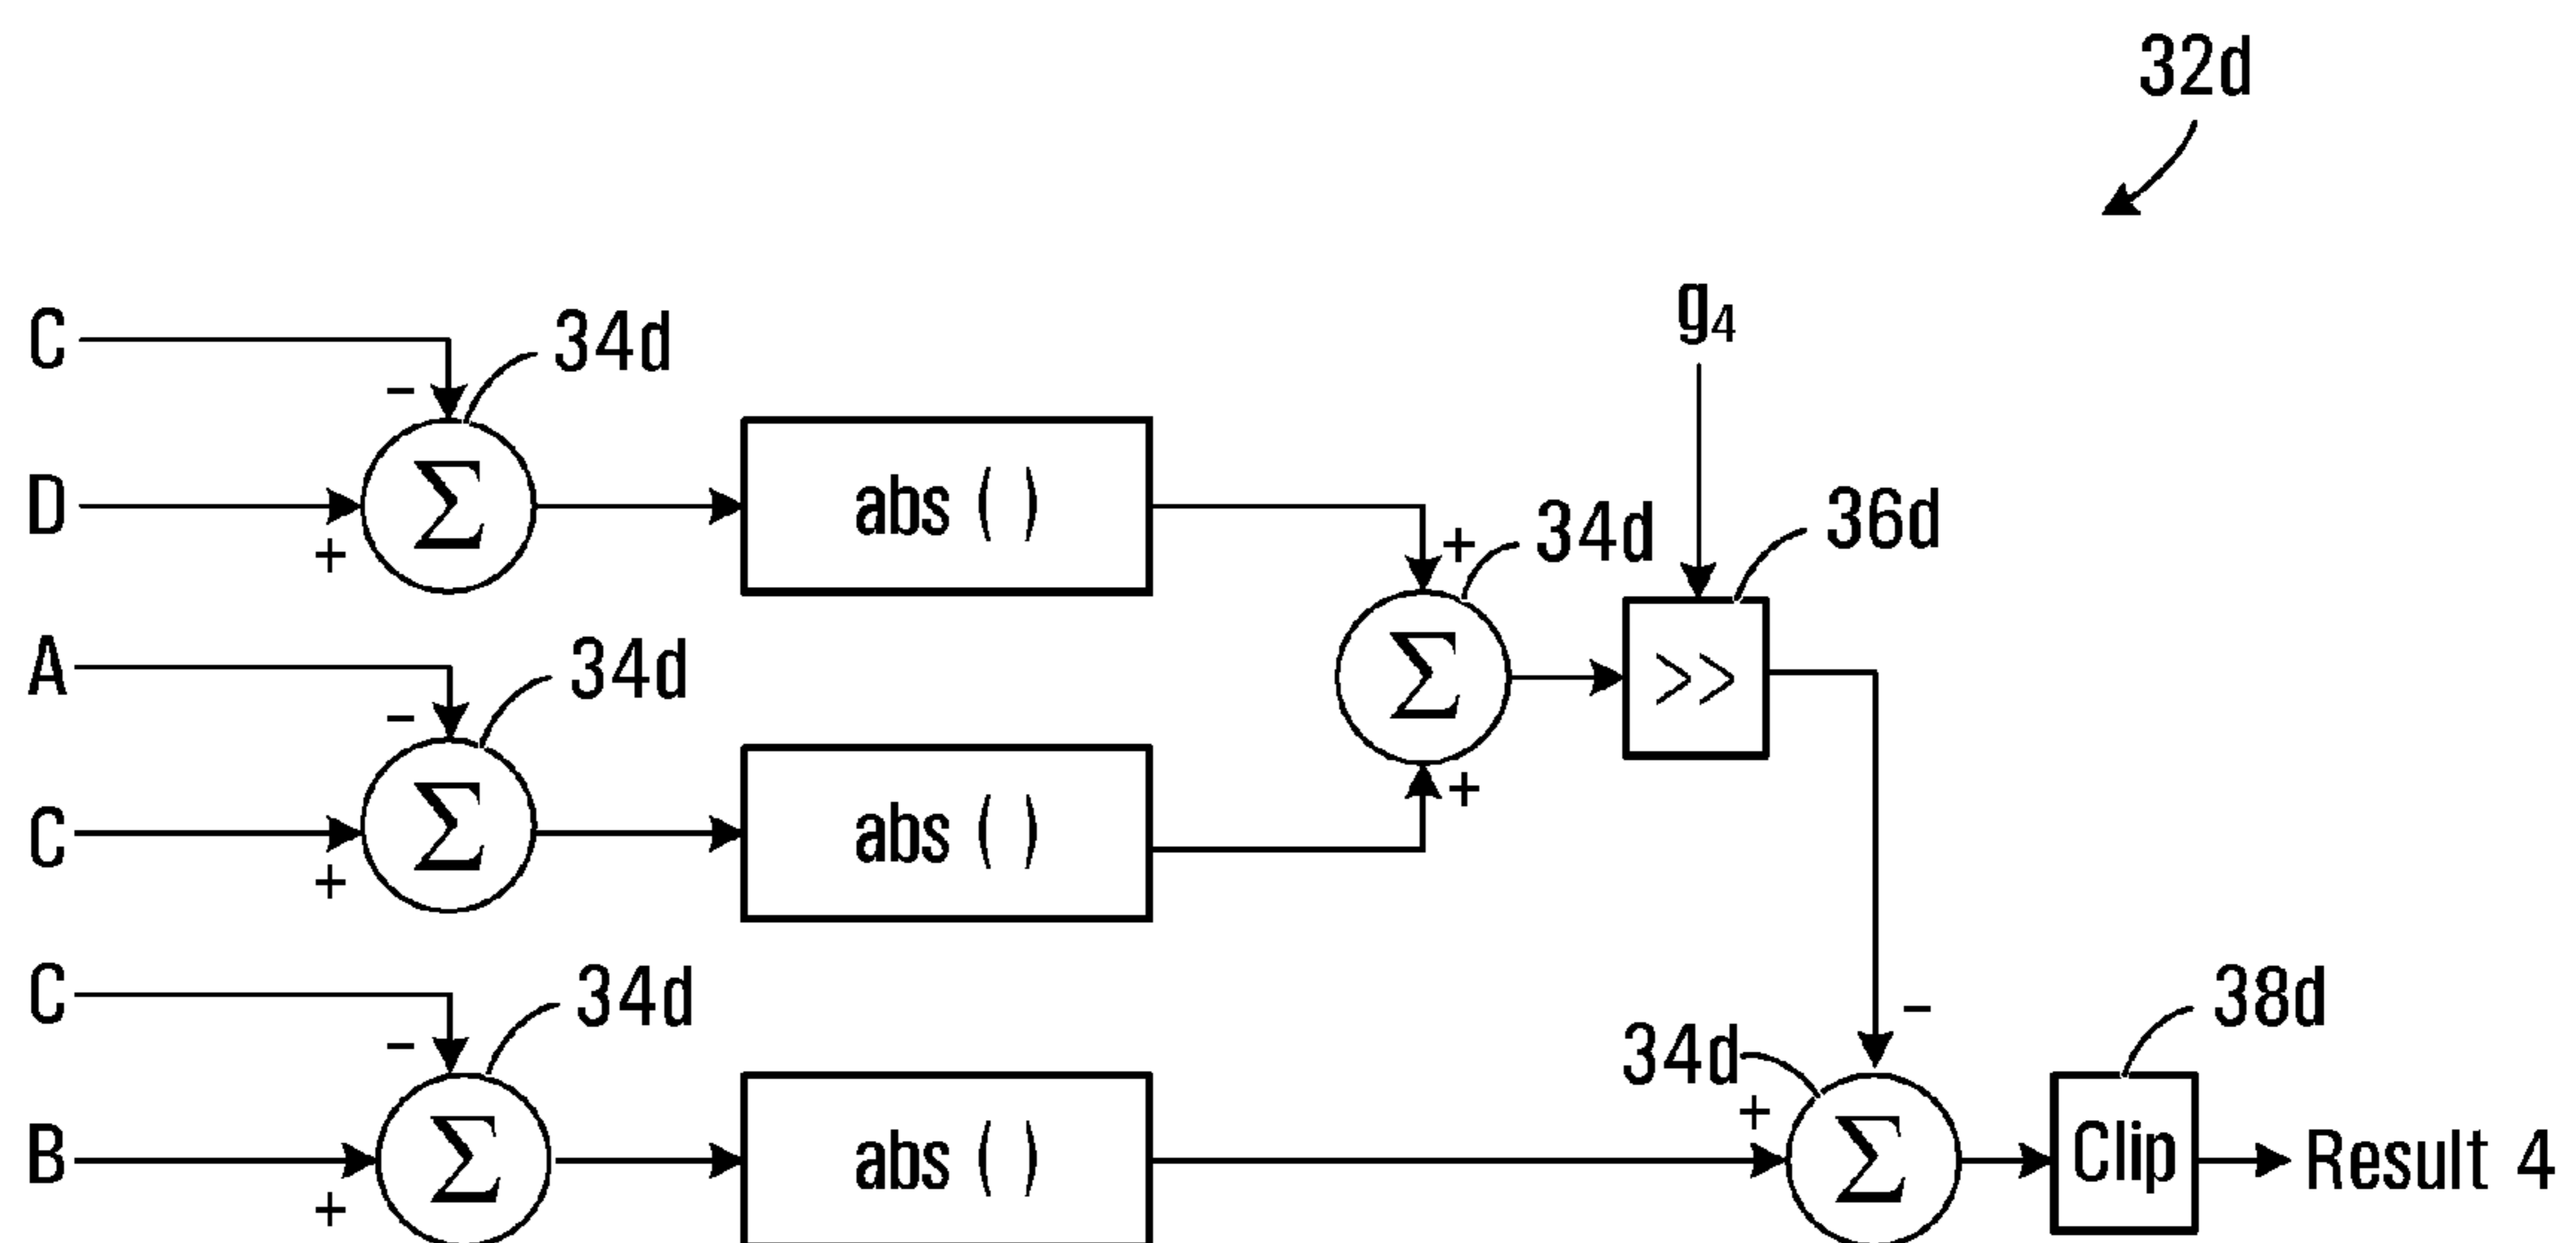 32d
C
34d
−
D
+
Σ
abs ( )
g₄
+
34d
36d
A
34d
−
Σ
>>
C
+
Σ
abs ( )
+
C
34d
−
−
38d
34d
+
B
+
Σ
abs ( )
Σ
Clip
Result 4